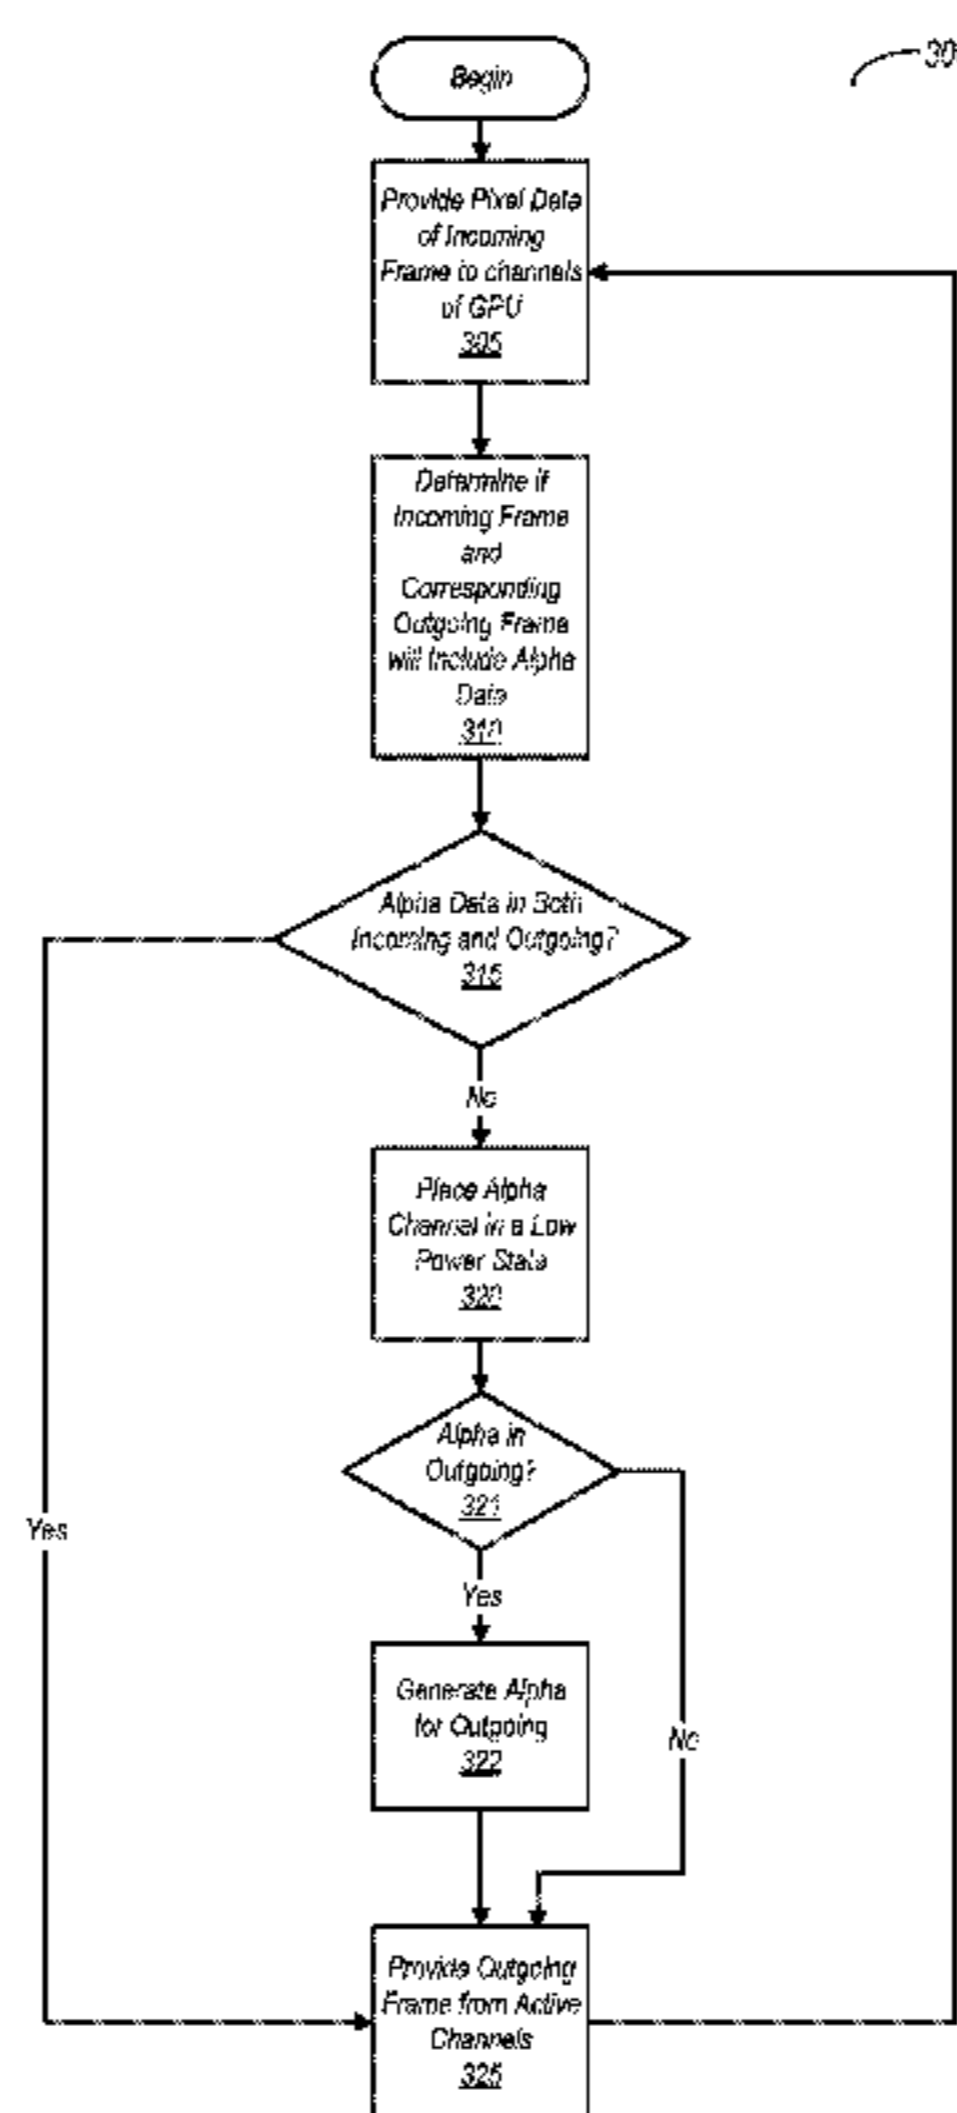 Begin
30
Provide Pixel Data
of Incoming
Frame to channels
of GPU
305
Determine if
Incoming Frame
and
Corresponding
Outgoing Frame
will Include Alpha
Data
310
Alpha Data in Both
Incoming and Outgoing?
315
No
Place Alpha
Channel in a Low
Power State
320
Alpha in
Outgoing?
321
Yes
Yes
Generate Alpha
for Outgoing
322
No
Provide Outgoing
Frame from Active
Channels
325